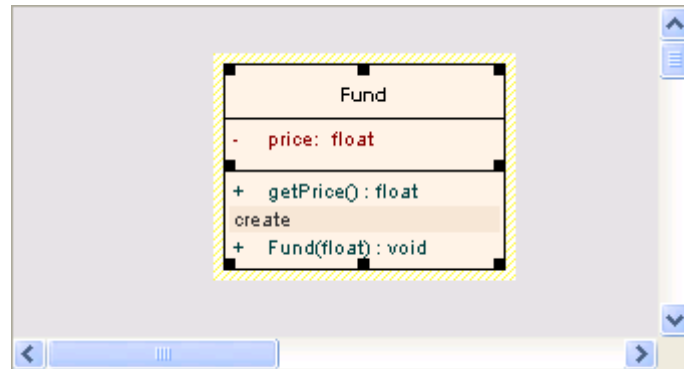 Fund
- price: float
+ getPrice() : float
create
+ Fund(float) : void